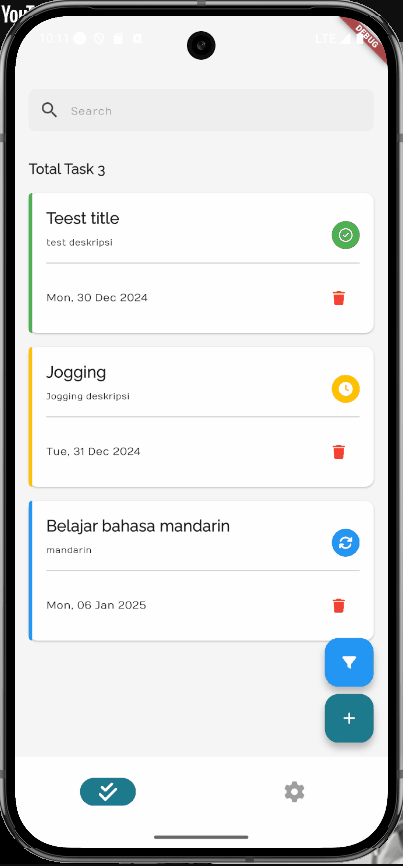 10:11
LTE
DEBUG
Search
Total Task 3
Teest title
test deskripsi
Mon, 30 Dec 2024
Jogging
Jogging deskripsi
Tue, 31 Dec 2024
Belajar bahasa mandarin
mandarin
Mon, 06 Jan 2025